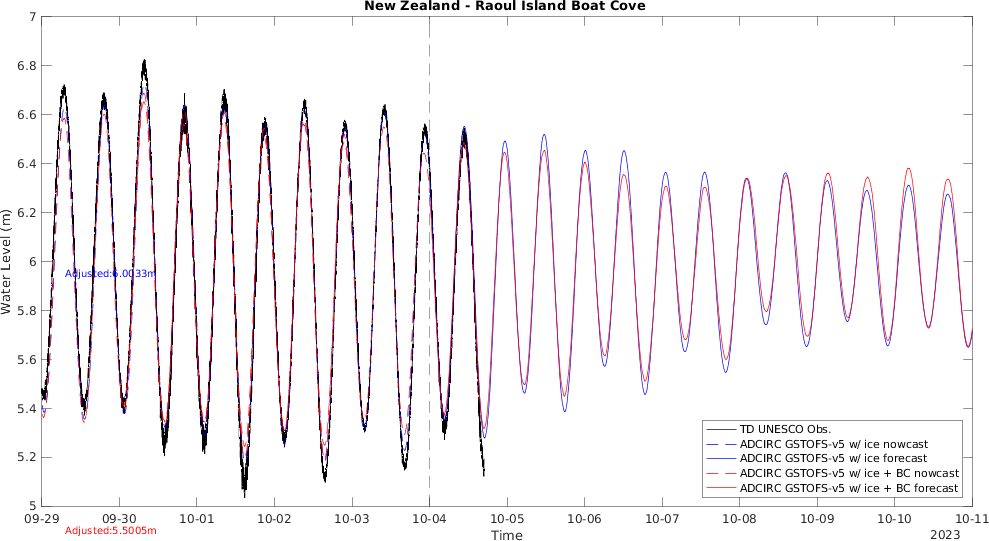 New Zealand - Raoul Island Boat Cove
Water Level (m)
7
6.8
6.6
6.4
6.2
6
5.8
5.6
5.4
5.2
5
Adjusted:6.0033m
Adjusted:5.5005m
TD UNESCO Obs.
ADCIRC GSTOFS-v5 w/ ice nowcast
ADCIRC GSTOFS-v5 w/ ice forecast
ADCIRC GSTOFS-v5 w/ ice + BC nowcast
ADCIRC GSTOFS-v5 w/ ice + BC forecast
09-29 09-30 10-01 10-02 10-03 10-04 10-05 10-06 10-07 10-08 10-09 10-10 10-11
Time
2023